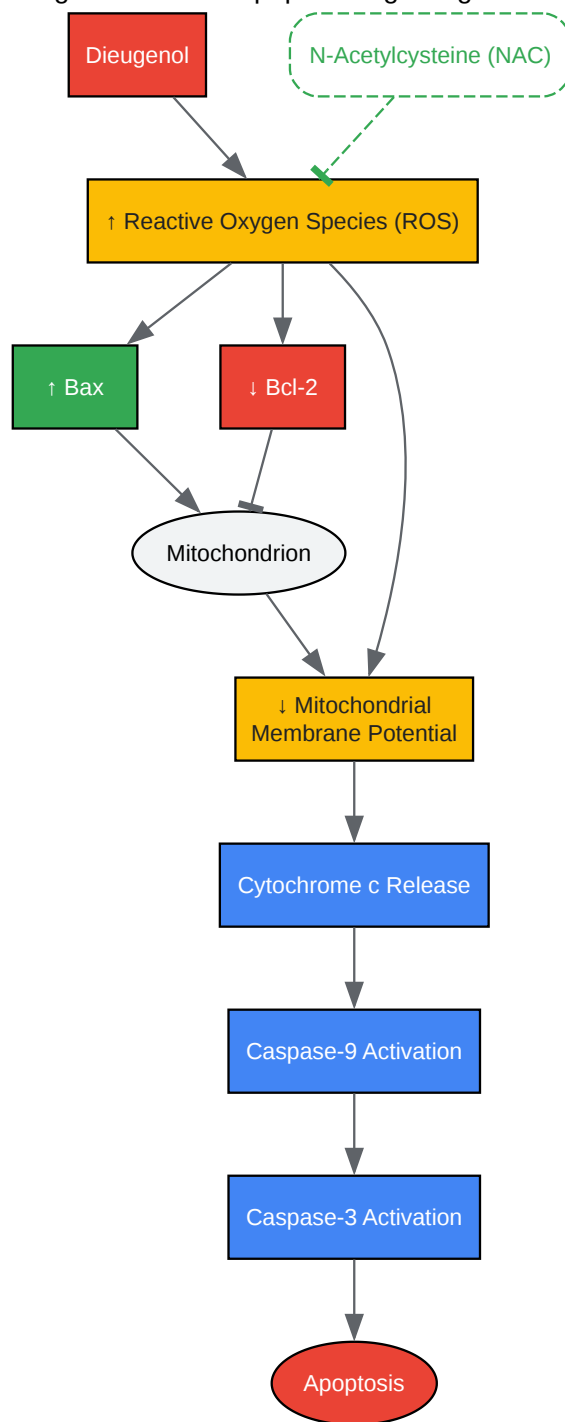 Dieugenol
N-Acetylcysteine (NAC)
↑ Reactive Oxygen Species (ROS)
↑ Bax
↓ Bcl-2
Mitochondrion
↓ Mitochondrial
Membrane Potential
Cytochrome c Release
Caspase-9 Activation
Caspase-3 Activation
Apoptosis